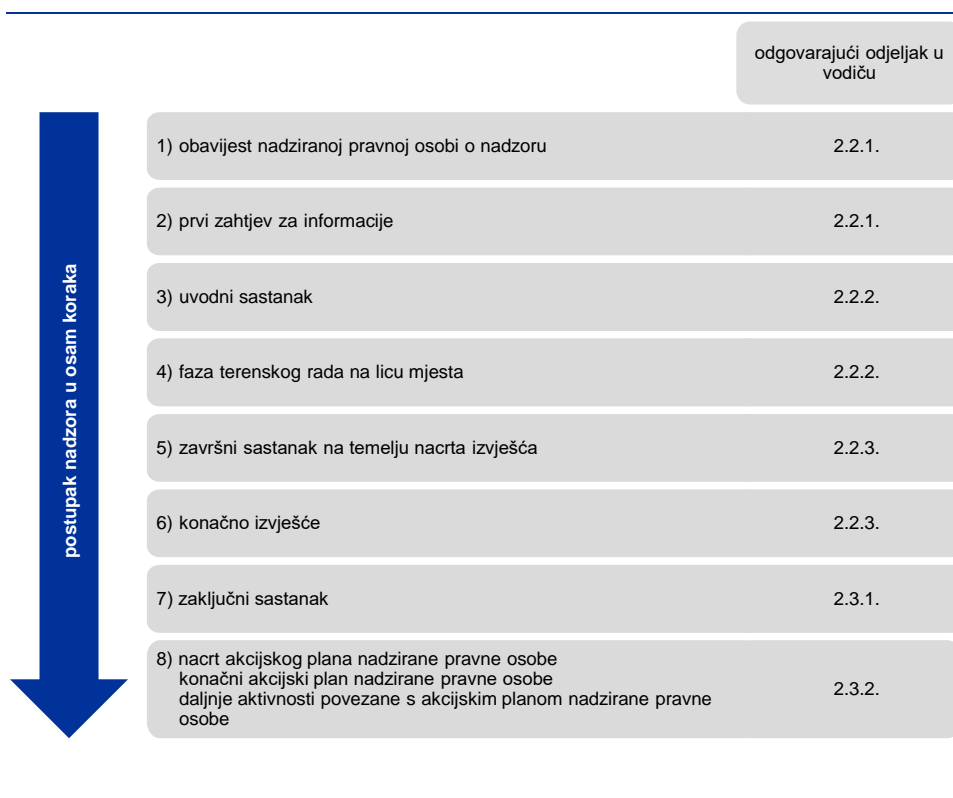 odgovarajući odjeljak u
vodiču
postupak nadzora u osam koraka
1) obavijest nadziranoj pravnoj osobi o nadzoru
2.2.1.
2) prvi zahtjev za informacije
2.2.1.
3) uvodni sastanak
2.2.2.
4) faza terenskog rada na licu mjesta
2.2.2.
5) završni sastanak na temelju nacrta izvješća
2.2.3.
6) konačno izvješće
2.2.3.
7) zaključni sastanak
2.3.1.
8) nacrt akcijskog plana nadzirane pravne osobe
konačni akcijski plan nadzirane pravne osobe
daljnje aktivnosti povezane s akcijskim planom nadzirane pravne
osobe
2.3.2.